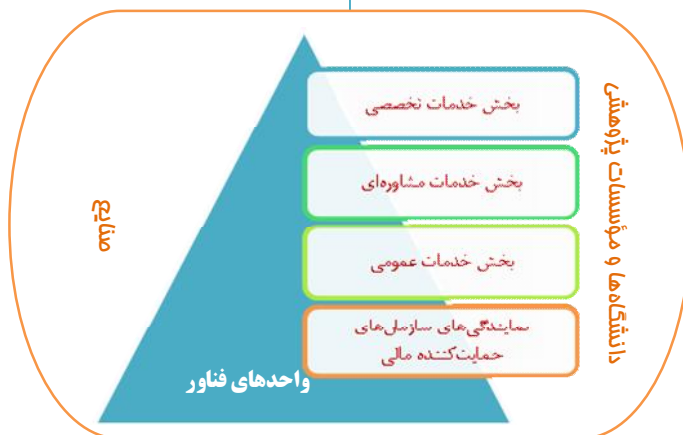 بخش خدمات تخصصی
بخش خدمات مشاوره‌ای
بخش خدمات عمومی
نمایندگی‌های سازمان‌های
حمایت‌کننده مالی
واحدهای فناور
دانشگاه‌ها و مؤسسات پژوهشی
صنایع